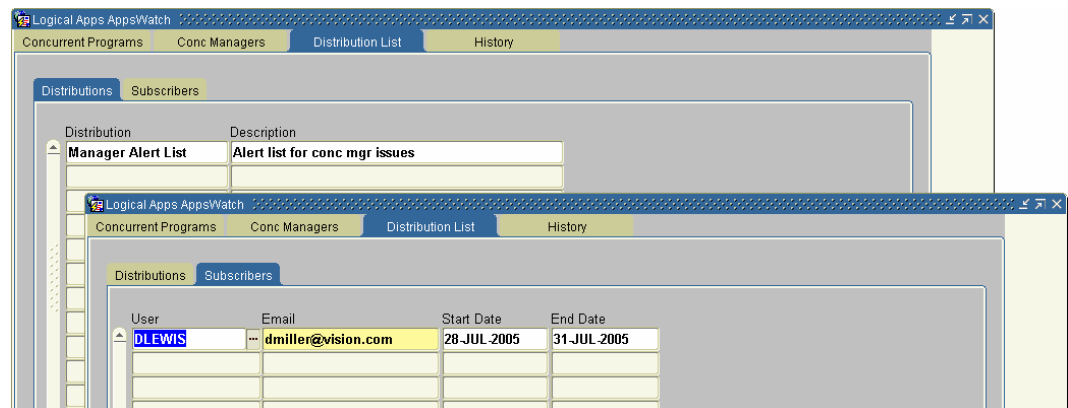 Logical Apps AppsWatch
Concurrent Programs Conc Managers Distribution List History
Distributions Subscribers
Distribution Description
Manager Alert List Alert list for conc mgr issues
Logical Apps AppsWatch
Concurrent Programs Conc Managers Distribution List History
Distributions Subscribers
User Email Start Date End Date
DLEWIS ... dmiller@vision.com 28-JUL-2005 31-JUL-2005